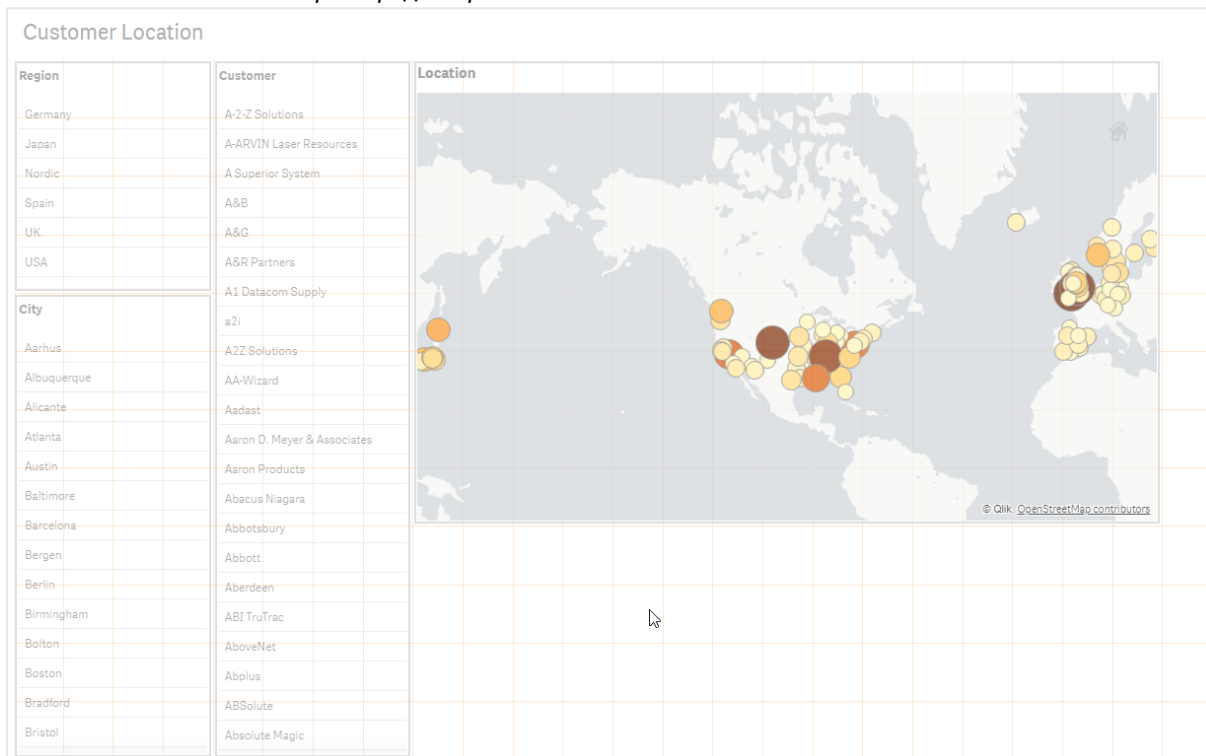 Customer Location
Region
Germany
Japan
Nordic
Spain
UK
USA
City
Aarhus
Albuquerque
Alicante
Atlanta
Austin
Baltimore
Barcelona
Bergen
Berlin
Birmingham
Bolton
Boston
Bradford
Bristol
Customer
A-2-Z Solutions
A-ARVIN Laser Resources
A Superior System
A&B
A&G
A&R Partners
A1 Datacom Supply
a2i
A2Z Solutions
AA-Wizard
Aadast
Aaron D. Meyer & Associates
Aaron Products
Abacus Niagara
Abbotsbury
Abbott
Aberdeen
ABI TruTrac
AboveNet
Abplus
ABSolute
Absolute Magic
Location
© Qlik, OpenStreetMap contributors